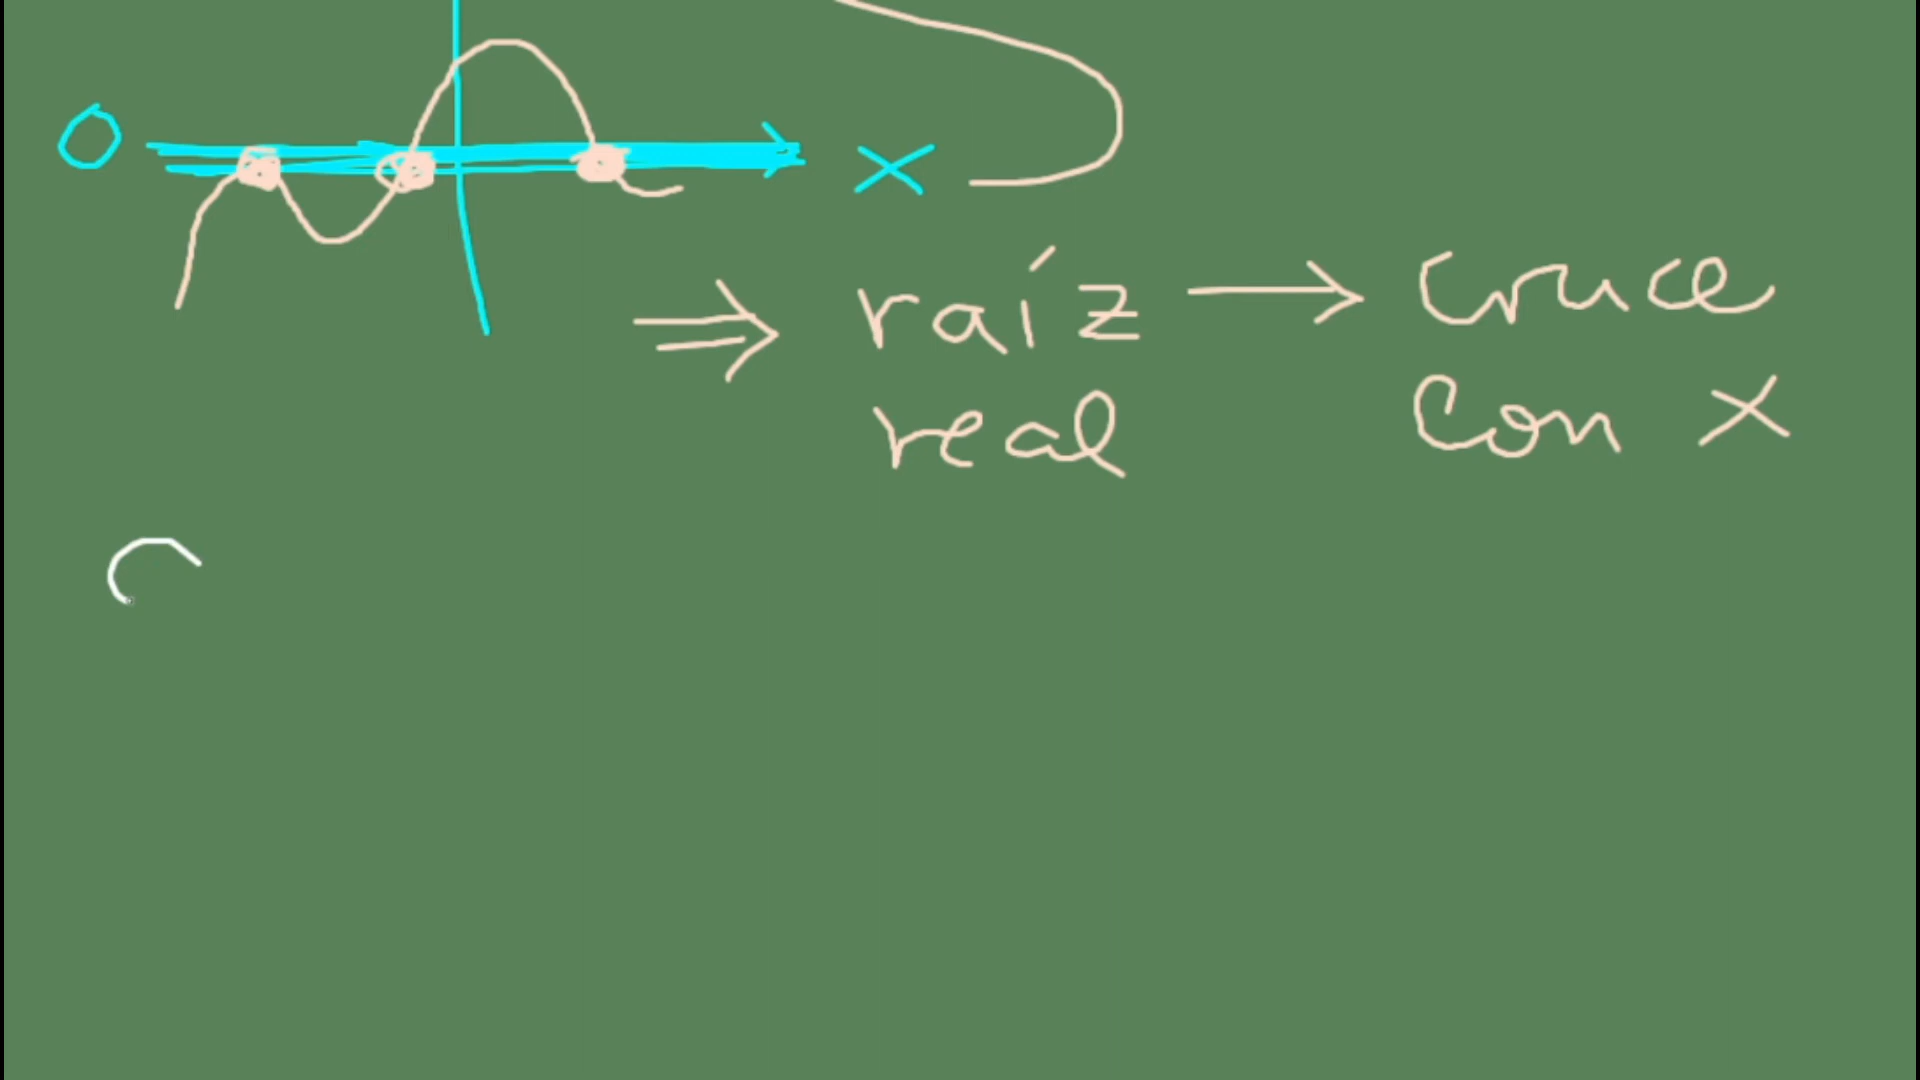 0 x
⇒ raíz → cruce
real con x